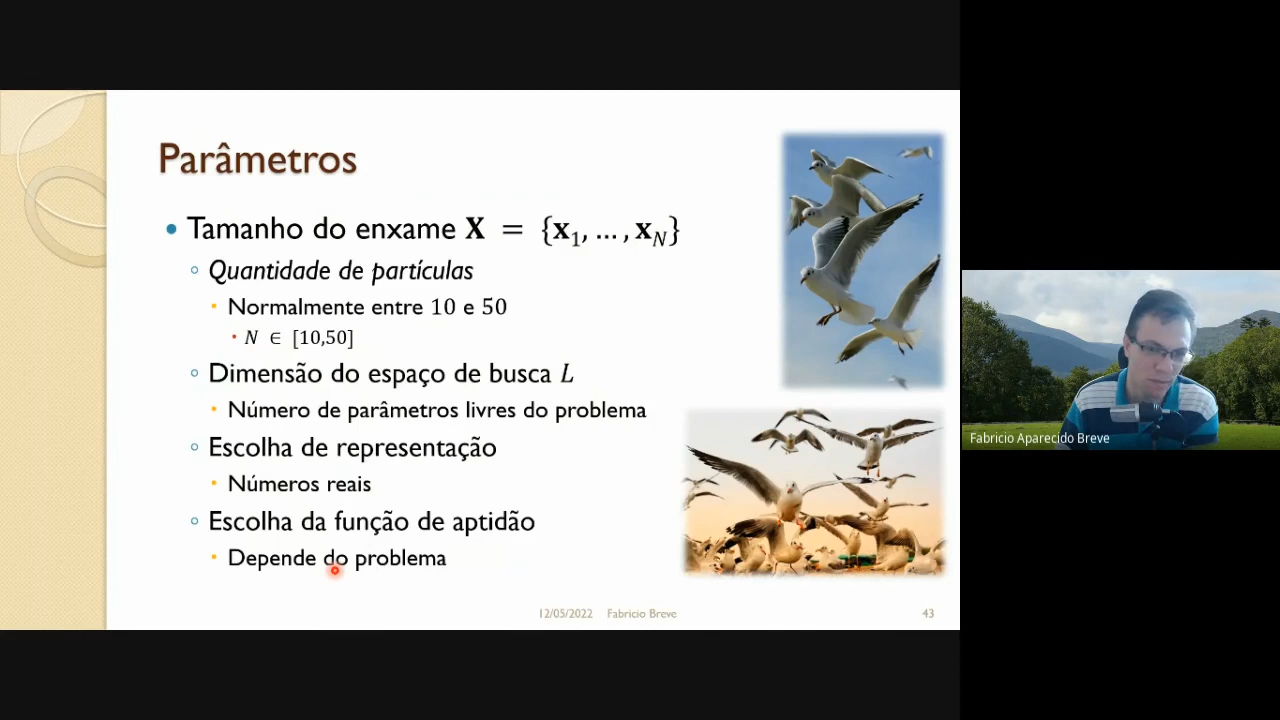 Parâmetros
Tamanho do enxame X = {x₁, … , x_N}
Quantidade de partículas
Normalmente entre 10 e 50
N ∈ [10,50]
Dimensão do espaço de busca L
Número de parâmetros livres do problema
Escolha de representação
Números reais
Escolha da função de aptidão
Depende do problema
12/05/2022 Fabricio Breve 43
Fabricio Aparecido Breve